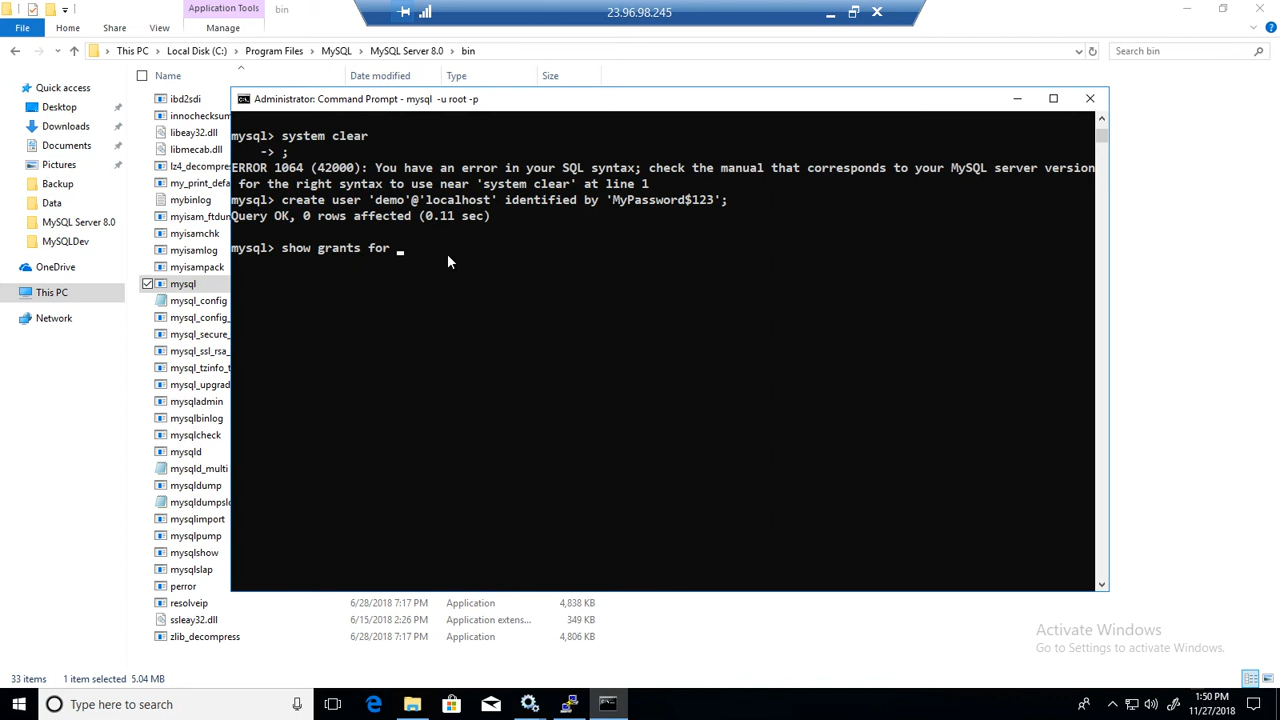 Application Tools
bin
23.96.98.245
File
Home
Share
View
Manage
This PC
Local Disk (C:)
Program Files
MySQL
MySQL Server 8.0
bin
Search bin
Name
Date modified
Type
Size
Quick access
Desktop
Downloads
Documents
Pictures
Backup
Data
MySQL Server 8.0
MySQLDev
OneDrive
This PC
Network
ibd2sdi
innochecksum
libeay32.dll
libmecab.dll
lz4_decompre
my_print_defa
mybinlog
myisam_ftdum
myisamchk
myisamlog
myisampack
mysql
mysql_config
mysql_config_
mysql_secure_
mysql_ssl_rsa_
mysql_tzinfo_t
mysql_upgrad
mysqladmin
mysqlbinlog
mysqlcheck
mysqld
mysqld_multi
mysqldump
mysqldumpslo
mysqlimport
mysqlpump
mysqlshow
mysqlslap
perror
resolveip 6/28/2018 7:17 PM Application 4,838 KB
ssleay32.dll 6/15/2018 2:26 PM Application extens... 349 KB
zlib_decompress 6/28/2018 7:17 PM Application 4,806 KB
Administrator: Command Prompt - mysql -u root -p
mysql> system clear
-> ;
ERROR 1064 (42000): You have an error in your SQL syntax; check the manual that corresponds to your MySQL server version
for the right syntax to use near 'system clear' at line 1
mysql> create user 'demo'@'localhost' identified by 'MyPassword$123';
Query OK, 0 rows affected (0.11 sec)
mysql> show grants for _
Activate Windows
Go to Settings to activate Windows.
33 items
1 item selected 5.04 MB
Type here to search
1:50 PM
11/27/2018